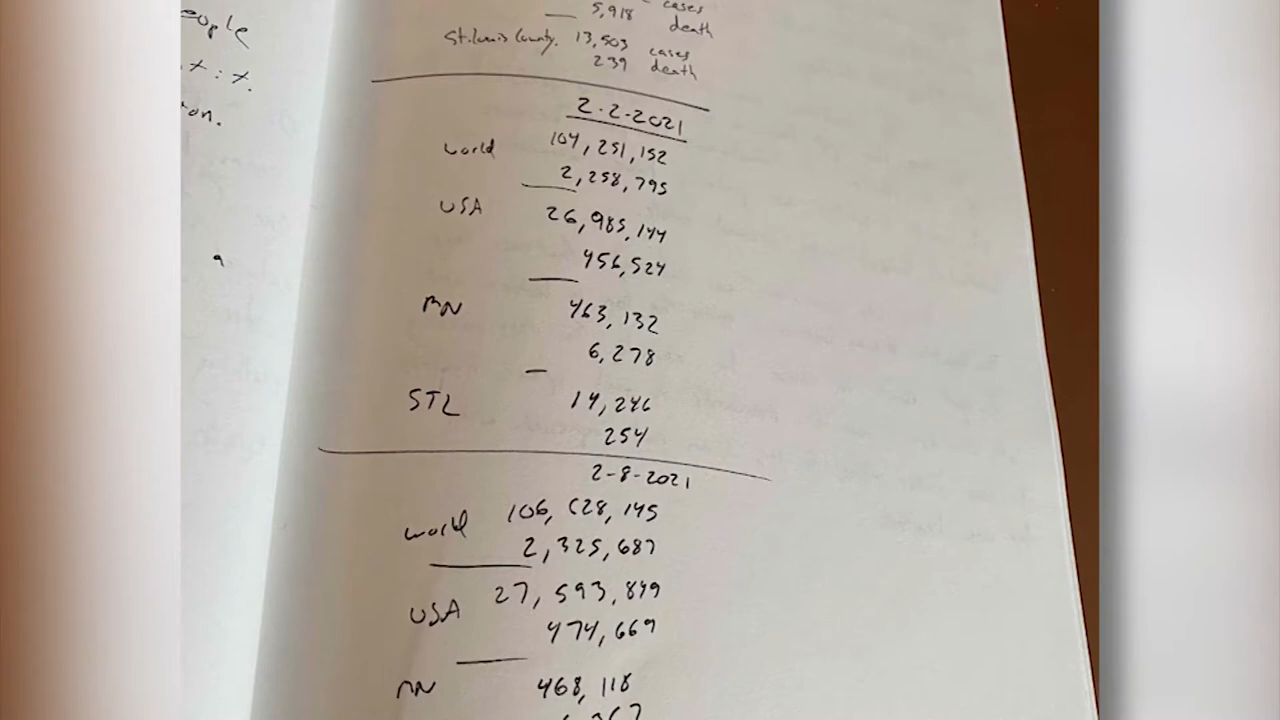 eople
on.
a
cases
5,918 death
St. Louis County. 13,503 cases
239 death
2-2-2021
world 104,251,152
2,258,795
USA 26,985,144
456,524
MN 463,132
6,278
STL 14,246
254
2-8-2021
world 106,628,145
2,325,687
USA 27,593,849
474,669
MN 468,118